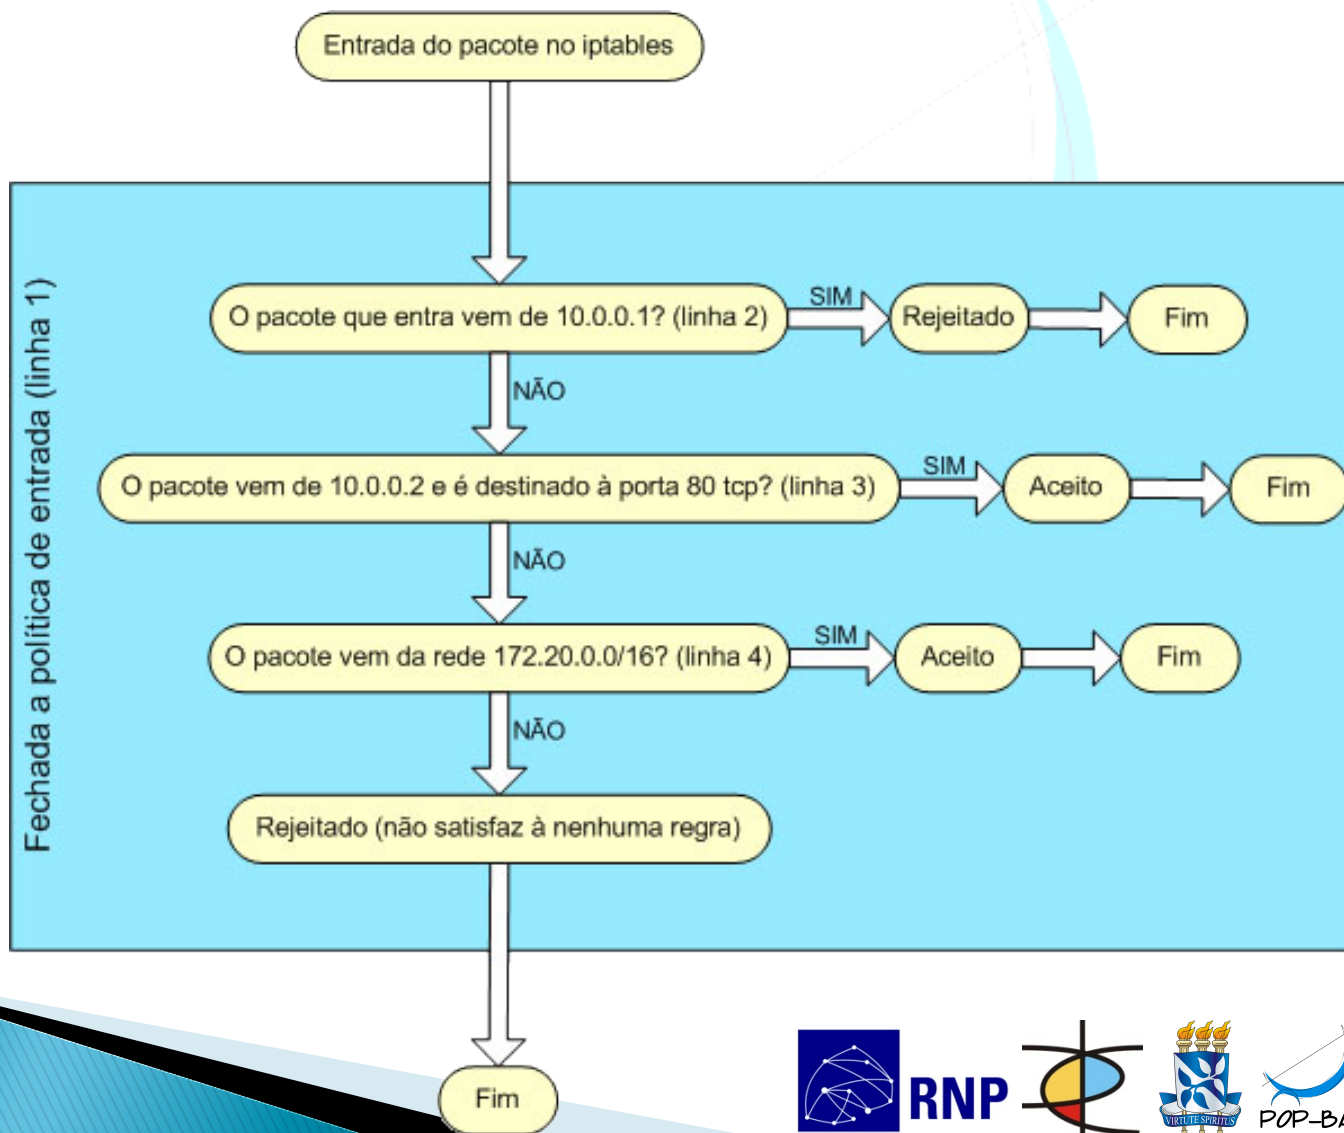 Entrada do pacote no iptables
Fechada a política de entrada (linha 1)
O pacote que entra vem de 10.0.0.1? (linha 2)
SIM
Rejeitado
Fim
NÃO
O pacote vem de 10.0.0.2 e é destinado à porta 80 tcp? (linha 3)
SIM
Aceito
Fim
NÃO
O pacote vem da rede 172.20.0.0/16? (linha 4)
SIM
Aceito
Fim
NÃO
Rejeitado (não satisfaz à nenhuma regra)
Fim
RNP
VIRTUTE SPIRITUS
POP-BA